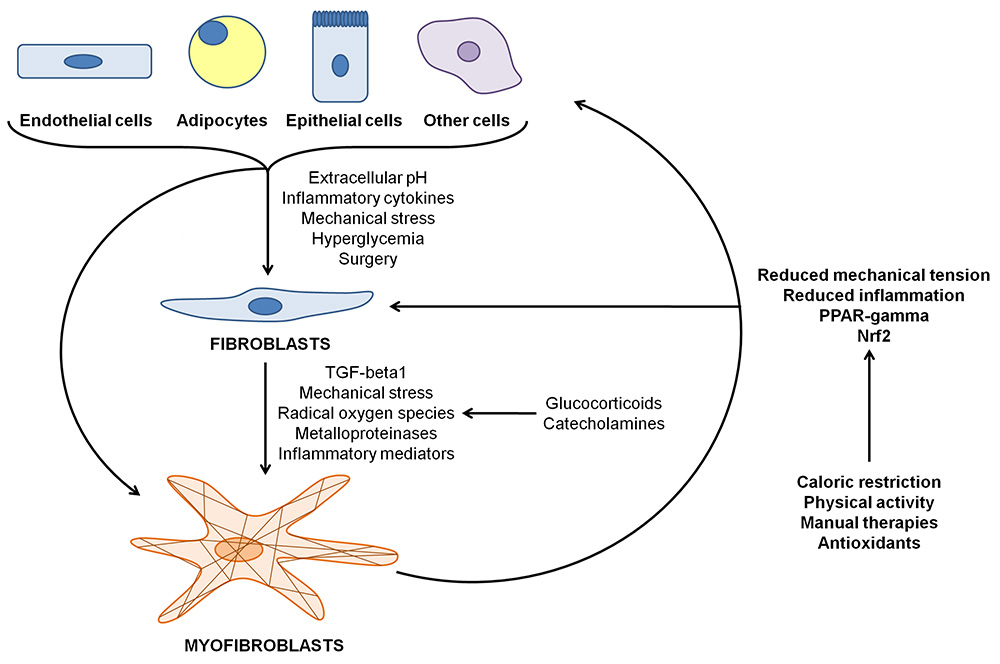 Endothelial cells
Adipocytes
Epithelial cells
Other cells
Extracellular pH
Inflammatory cytokines
Mechanical stress
Hyperglycemia
Surgery
FIBROBLASTS
TGF-beta1
Mechanical stress
Radical oxygen species
Metalloproteinases
Inflammatory mediators
Glucocorticoids
Catecholamines
Reduced mechanical tension
Reduced inflammation
PPAR-gamma
Nrf2
Caloric restriction
Physical activity
Manual therapies
Antioxidants
MYOFIBROBLASTS